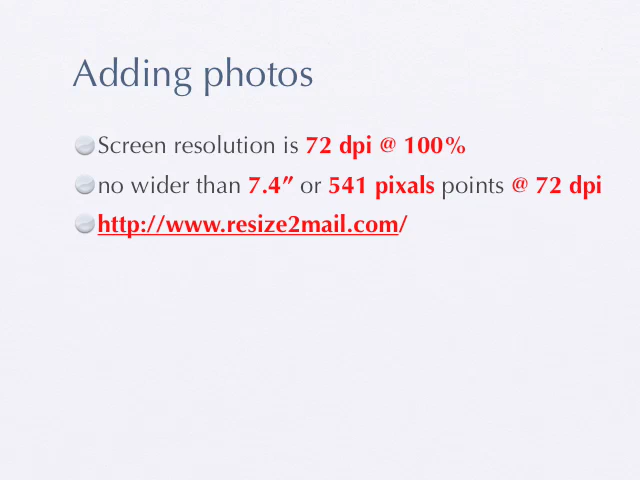 Adding photos
Screen resolution is 72 dpi @ 100%
no wider than 7.4” or 541 pixals points @ 72 dpi
http://www.resize2mail.com/